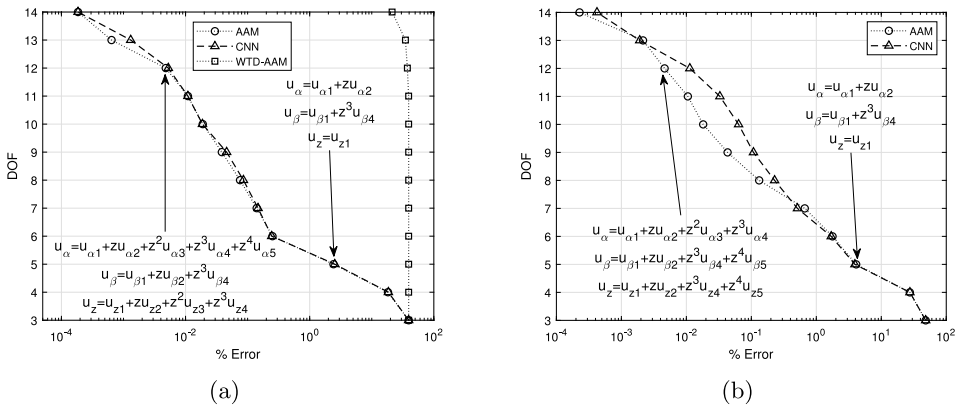 14
13
12
11
10
9
8
7
6
5
4
3
DOF
AAM
CNN
WTD-AAM
u_α=u_α1+zu_α2
u_β=u_β1+z^3u_β4
u_z=u_z1
u_α=u_α1+zu_α2+z^2u_α3+z^3u_α4+z^4u_α5
u_β=u_β1+zu_β2+z^3u_β4
u_z=u_z1+zu_z2+z^2u_z3+z^3u_z4
10^-4 10^-2 10^0 10^2
% Error
(a)
14
13
12
11
10
9
8
7
6
5
4
3
DOF
AAM
CNN
u_α=u_α1+zu_α2
u_β=u_β1+z^3u_β4
u_z=u_z1
u_α=u_α1+zu_α2+z^2u_α3+z^3u_α4
u_β=u_β1+zu_β2+z^3u_β4+z^4u_β5
u_z=u_z1+zu_z2+z^3u_z4+z^4u_z5
10^-4 10^-3 10^-2 10^-1 10^0 10^1 10^2
% Error
(b)